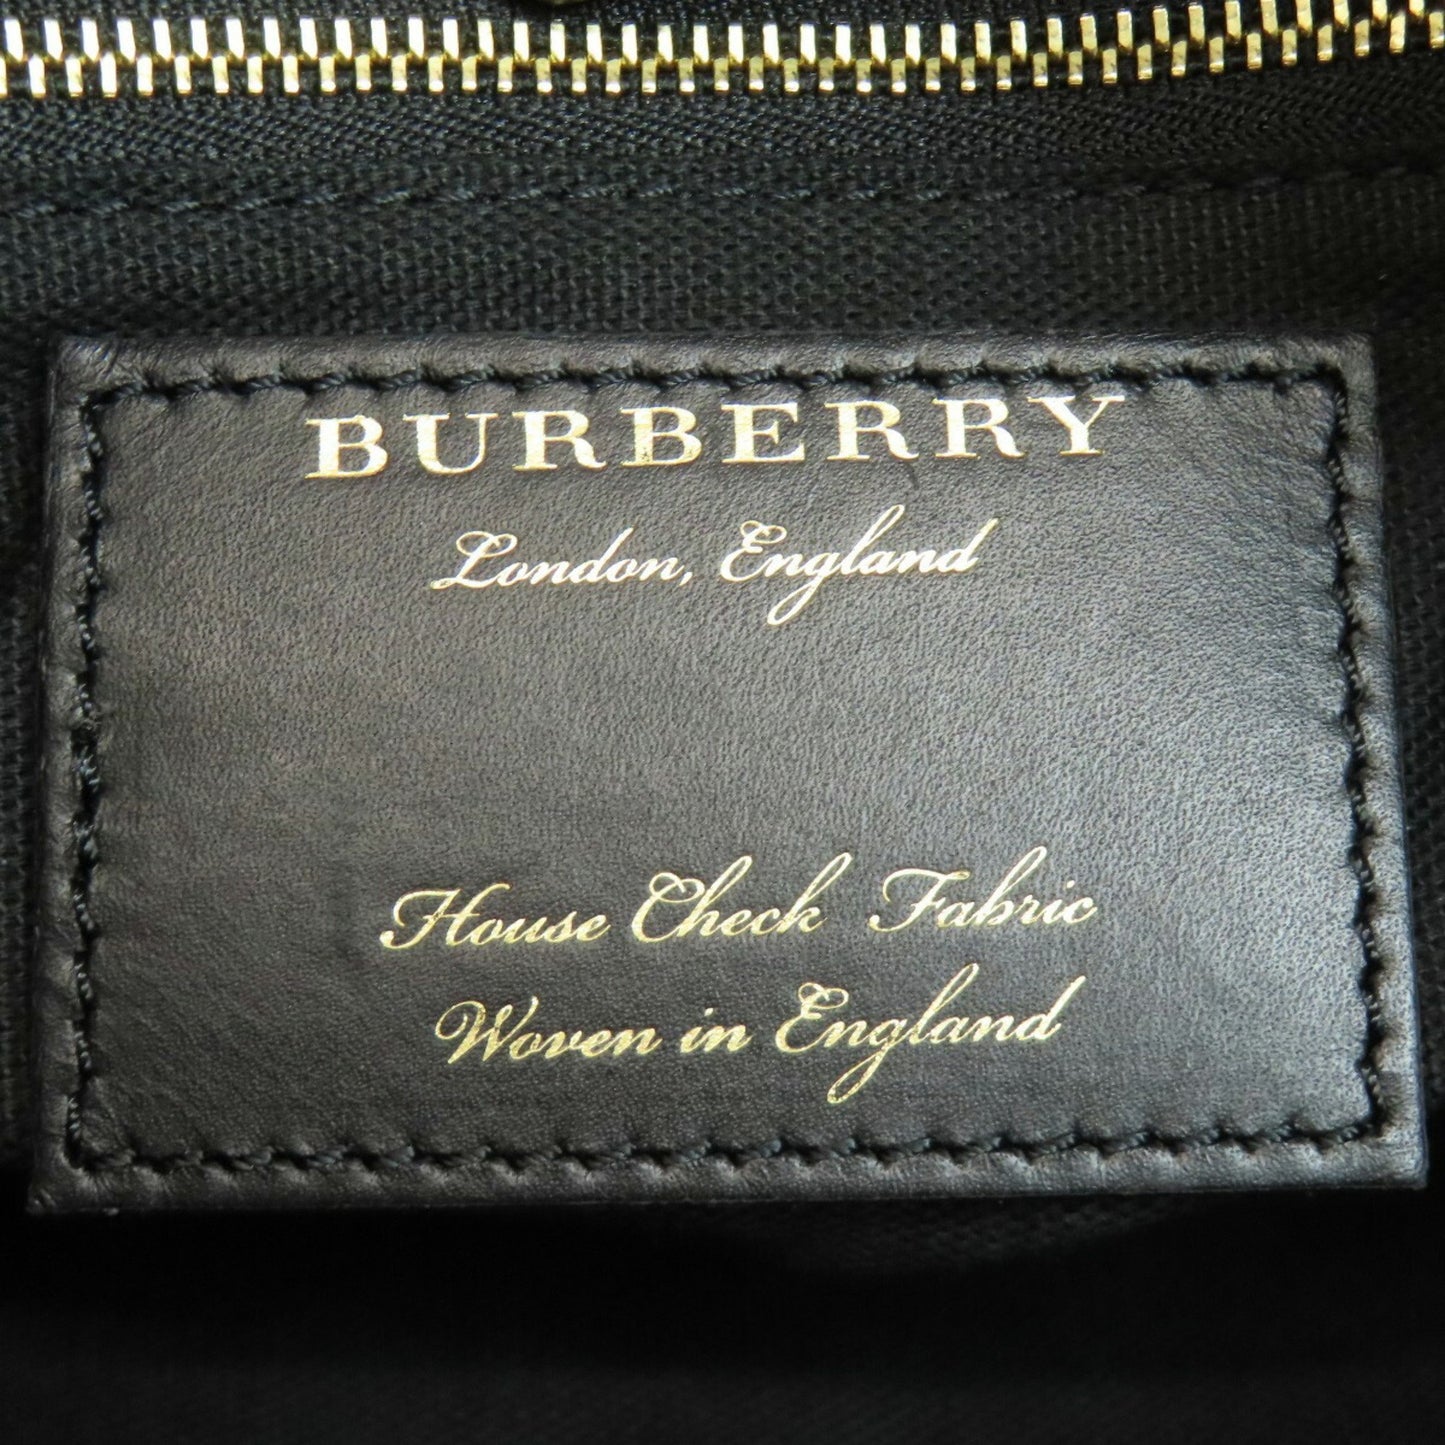 BURBERRY
London, England
House Check Fabric
Woven in England